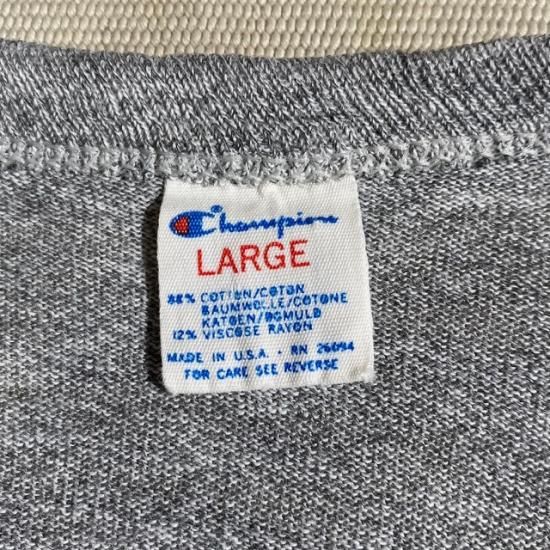 Champion®
LARGE
88% COTTON/COTON
BAUMWOLLE/COTONE
KATOEN/BOMULD
12% VISCOSE RAYON
MADE IN U.S.A. • RN 26094
FOR CARE SEE REVERSE